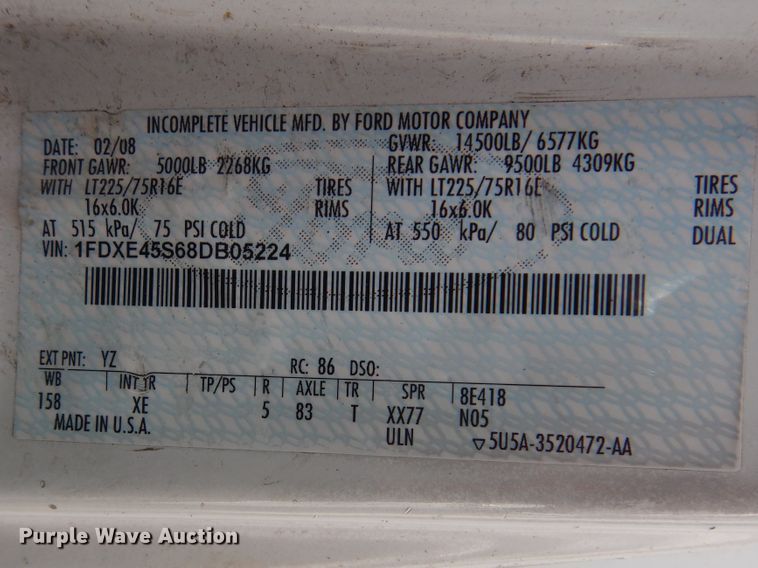 INCOMPLETE VEHICLE MFD. BY FORD MOTOR COMPANY
DATE: 02/08 GVWR: 14500LB/ 6577KG
FRONT GAWR: 5000LB 2268KG REAR GAWR: 9500LB 4309KG
WITH LT225/75R16E TIRES WITH LT225/75R16E TIRES
16x6.0K RIMS 16x6.0K RIMS
AT 515 kPa/ 75 PSI COLD AT 550 kPa/ 80 PSI COLD DUAL
VIN: 1FDXE45S68DB05224
EXT PNT: YZ RC: 86 DSO:
WB INT TR TP/PS R AXLE TR SPR 8E418
158 XE 5 83 T XX77 N05
MADE IN U.S.A. ULN ▽5U5A-3520472-AA
Purple Wave Auction